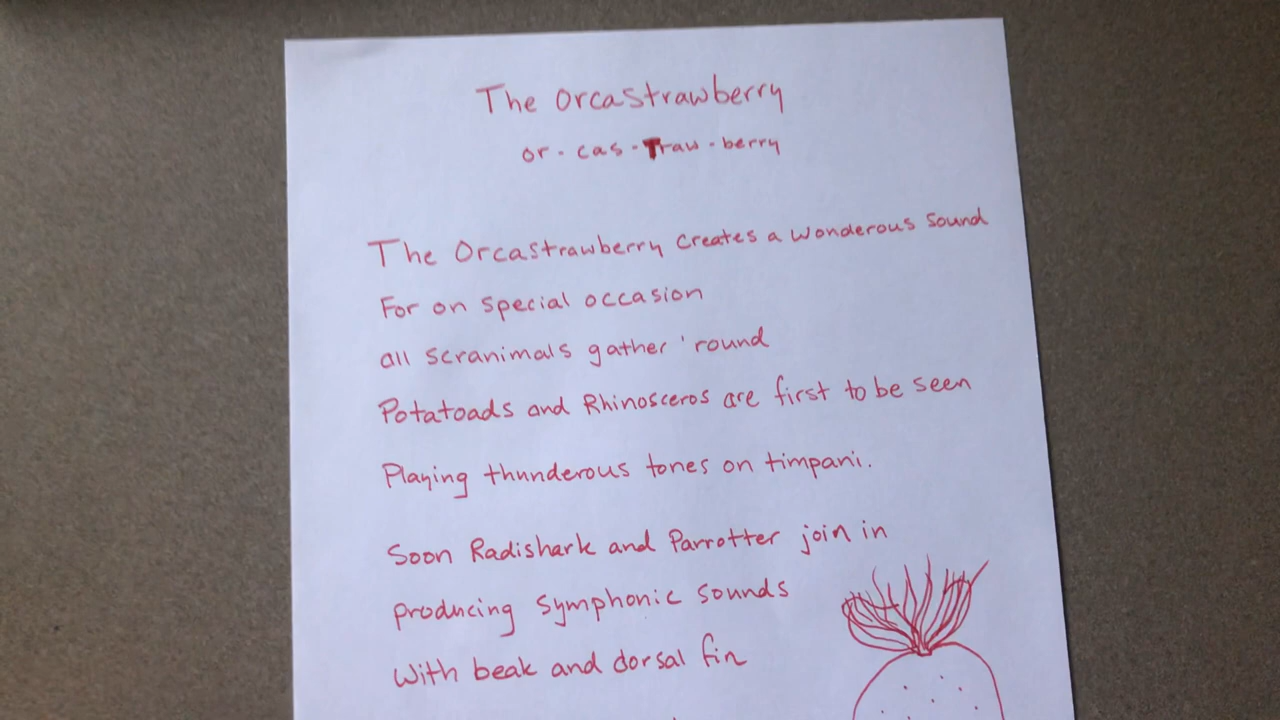 The Orcastrawberry
or - cas - Traw - berry
The Orcastrawberry creates a wonderous sound
For on special occasion
all scranimals gather 'round
Potatoads and Rhinosceros are first to be seen
Playing thunderous tones on timpani.
Soon Radishark and Parrotter join in
producing symphonic sounds
With beak and dorsal fin